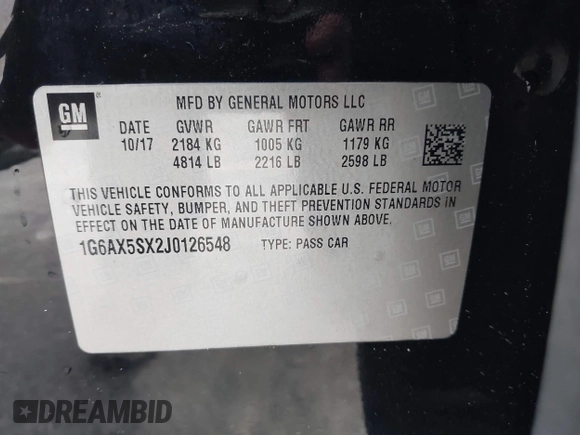 GM
®
MFD BY GENERAL MOTORS LLC
DATE GVWR GAWR FRT GAWR RR
10/17 2184 KG 1005 KG 1179 KG
4814 LB 2216 LB 2598 LB
THIS VEHICLE CONFORMS TO ALL APPLICABLE U.S. FEDERAL MOTOR
VEHICLE SAFETY, BUMPER, AND THEFT PREVENTION STANDARDS IN
EFFECT ON THE DATE OF MANUFACTURE SHOWN ABOVE.
1G6AX5SX2J0126548 TYPE: PASS CAR
DREAMBID